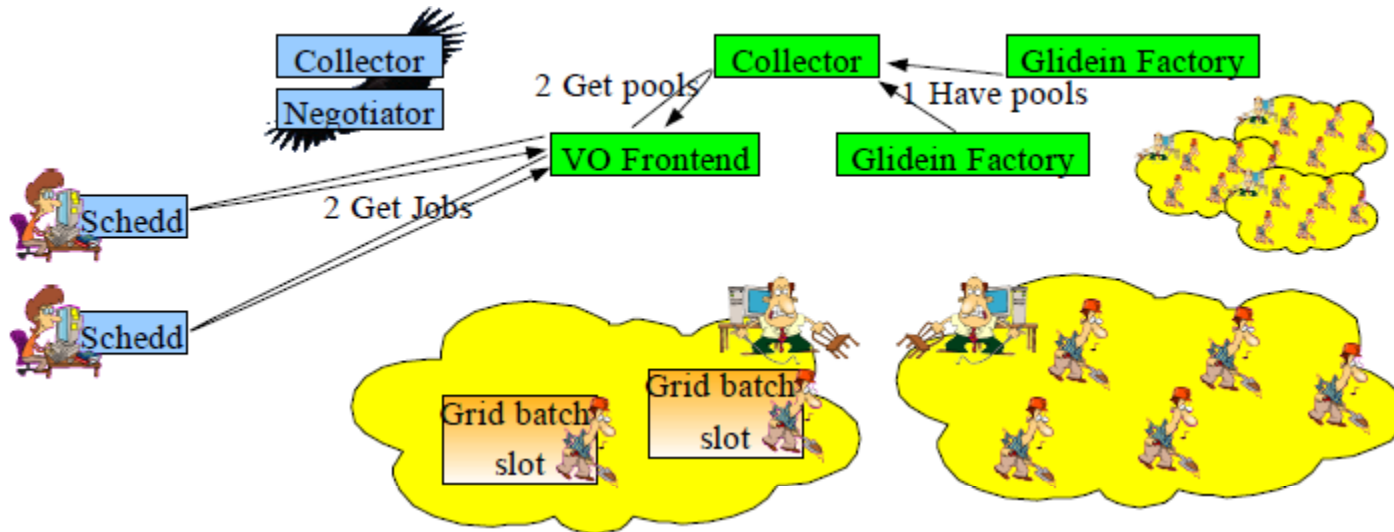 Collector
Negotiator
Collector
Glidein Factory
2 Get pools
1 Have pools
VO Frontend
Glidein Factory
Schedd
2 Get Jobs
Schedd
Grid batch
slot
Grid batch
slot